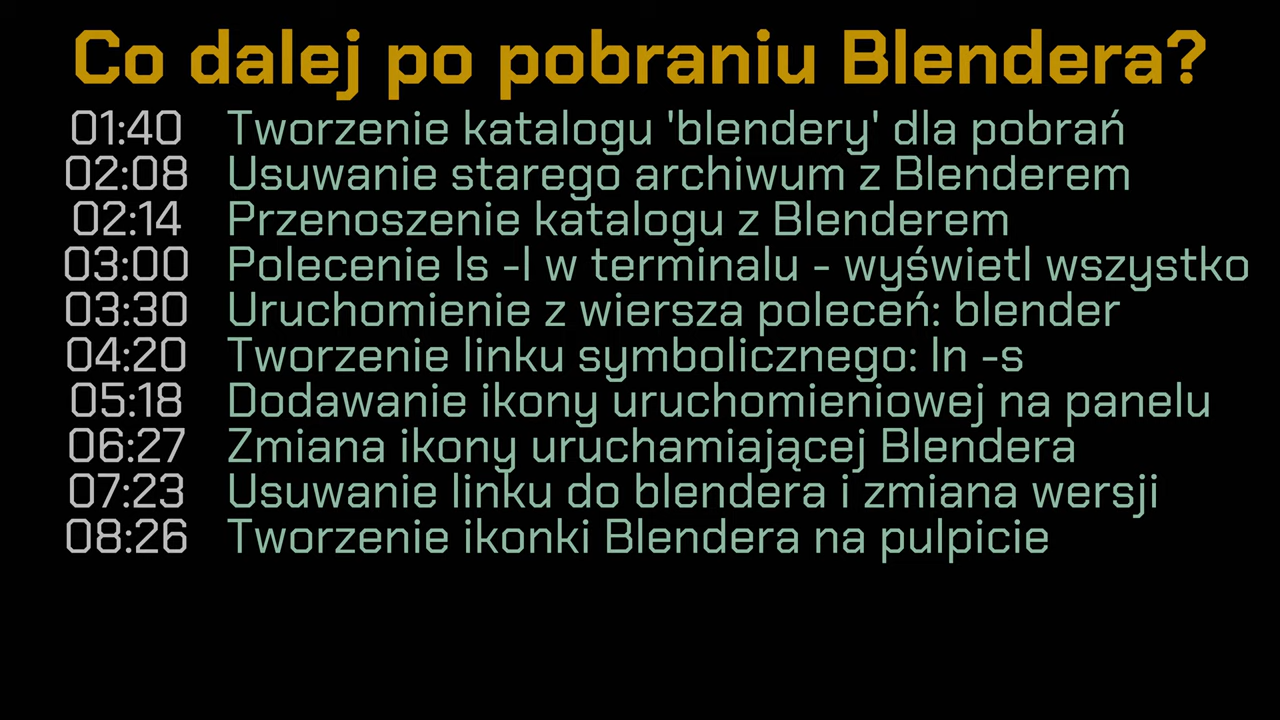 Co dalej po pobraniu Blendera?
01:40 Tworzenie katalogu 'blendery' dla pobrań
02:08 Usuwanie starego archiwum z Blenderem
02:14 Przenoszenie katalogu z Blenderem
03:00 Polecenie ls -l w terminalu - wyświetl wszystko
03:30 Uruchomienie z wiersza poleceń: blender
04:20 Tworzenie linku symbolicznego: ln -s
05:18 Dodawanie ikony uruchomieniowej na panelu
06:27 Zmiana ikony uruchamiającej Blendera
07:23 Usuwanie linku do blendera i zmiana wersji
08:26 Tworzenie ikonki Blendera na pulpicie